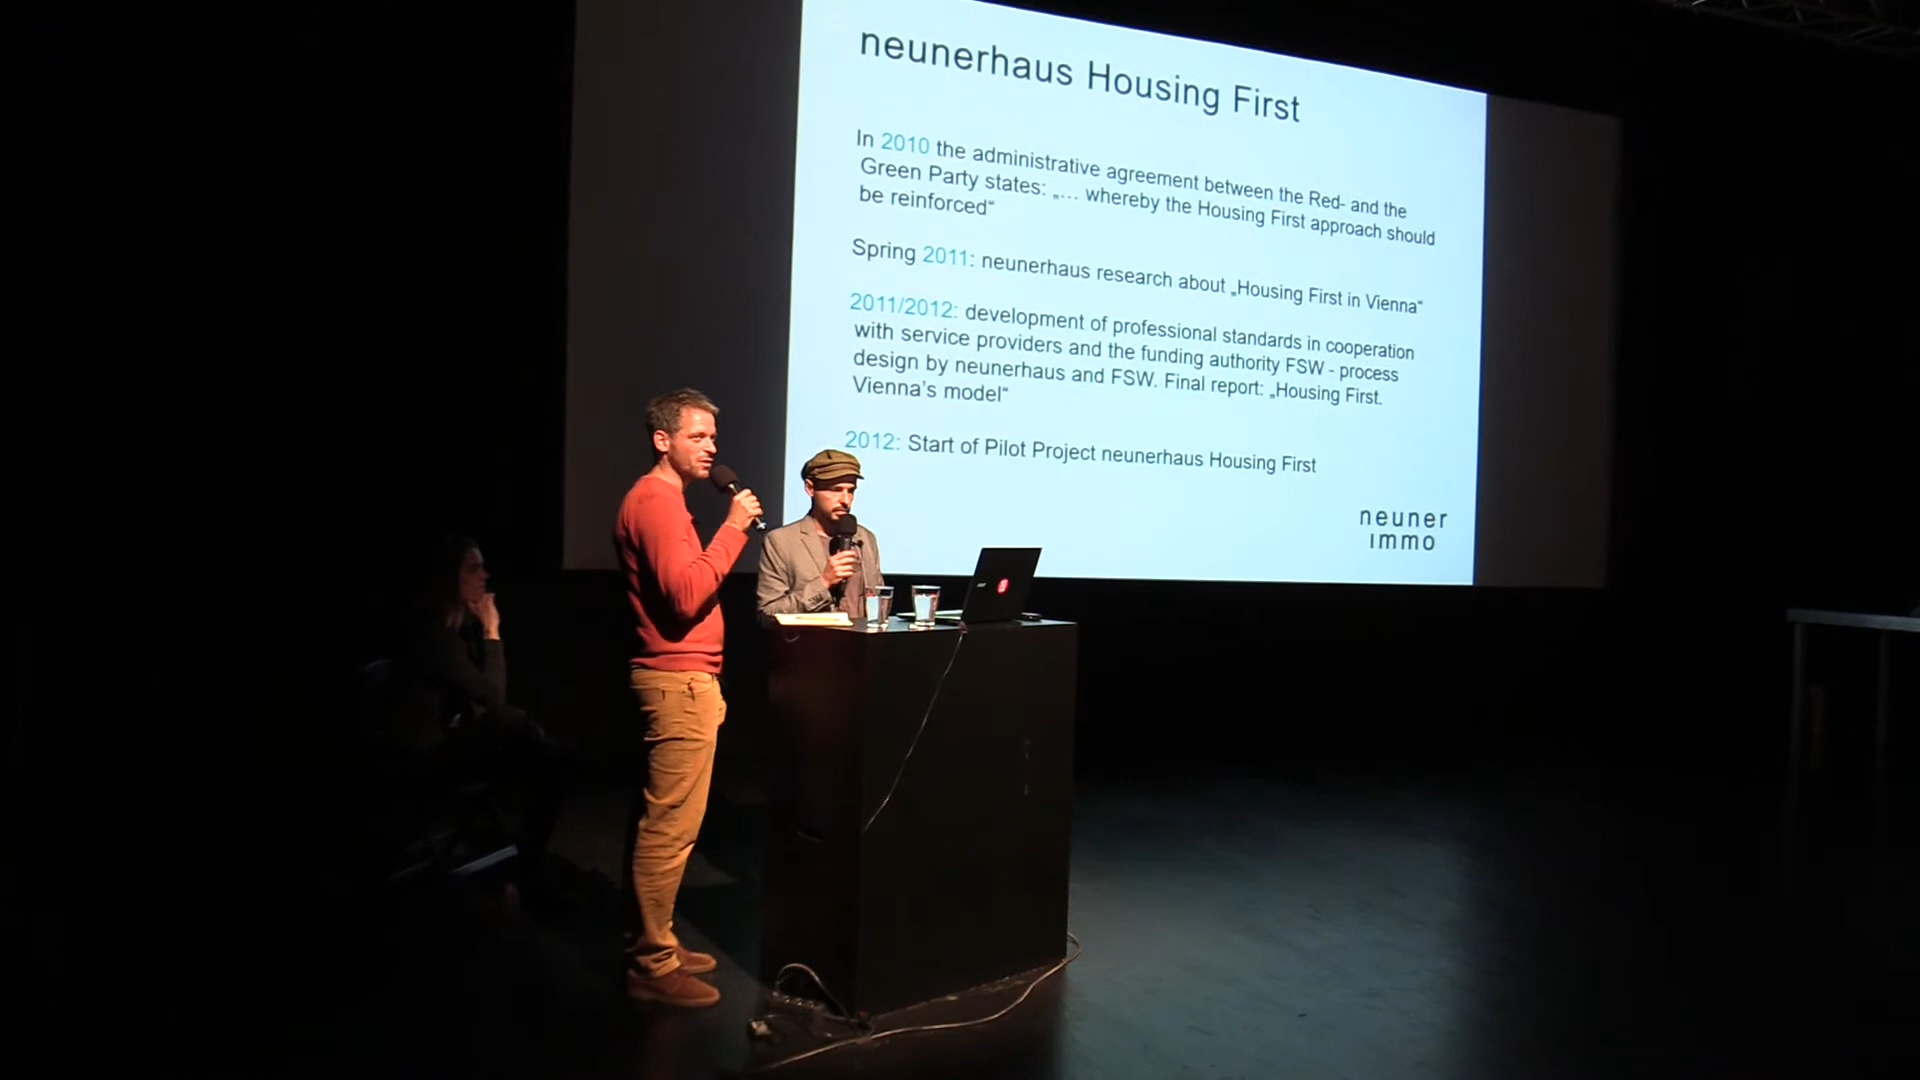 neunerhaus Housing First
In 2010 the administrative agreement between the Red- and the
Green Party states: „… whereby the Housing First approach should
be reinforced“
Spring 2011: neunerhaus research about „Housing First in Vienna“
2011/2012: development of professional standards in cooperation
with service providers and the funding authority FSW - process
design by neunerhaus and FSW. Final report: „Housing First.
Vienna’s model“
2012: Start of Pilot Project neunerhaus Housing First
neuner
ımmo